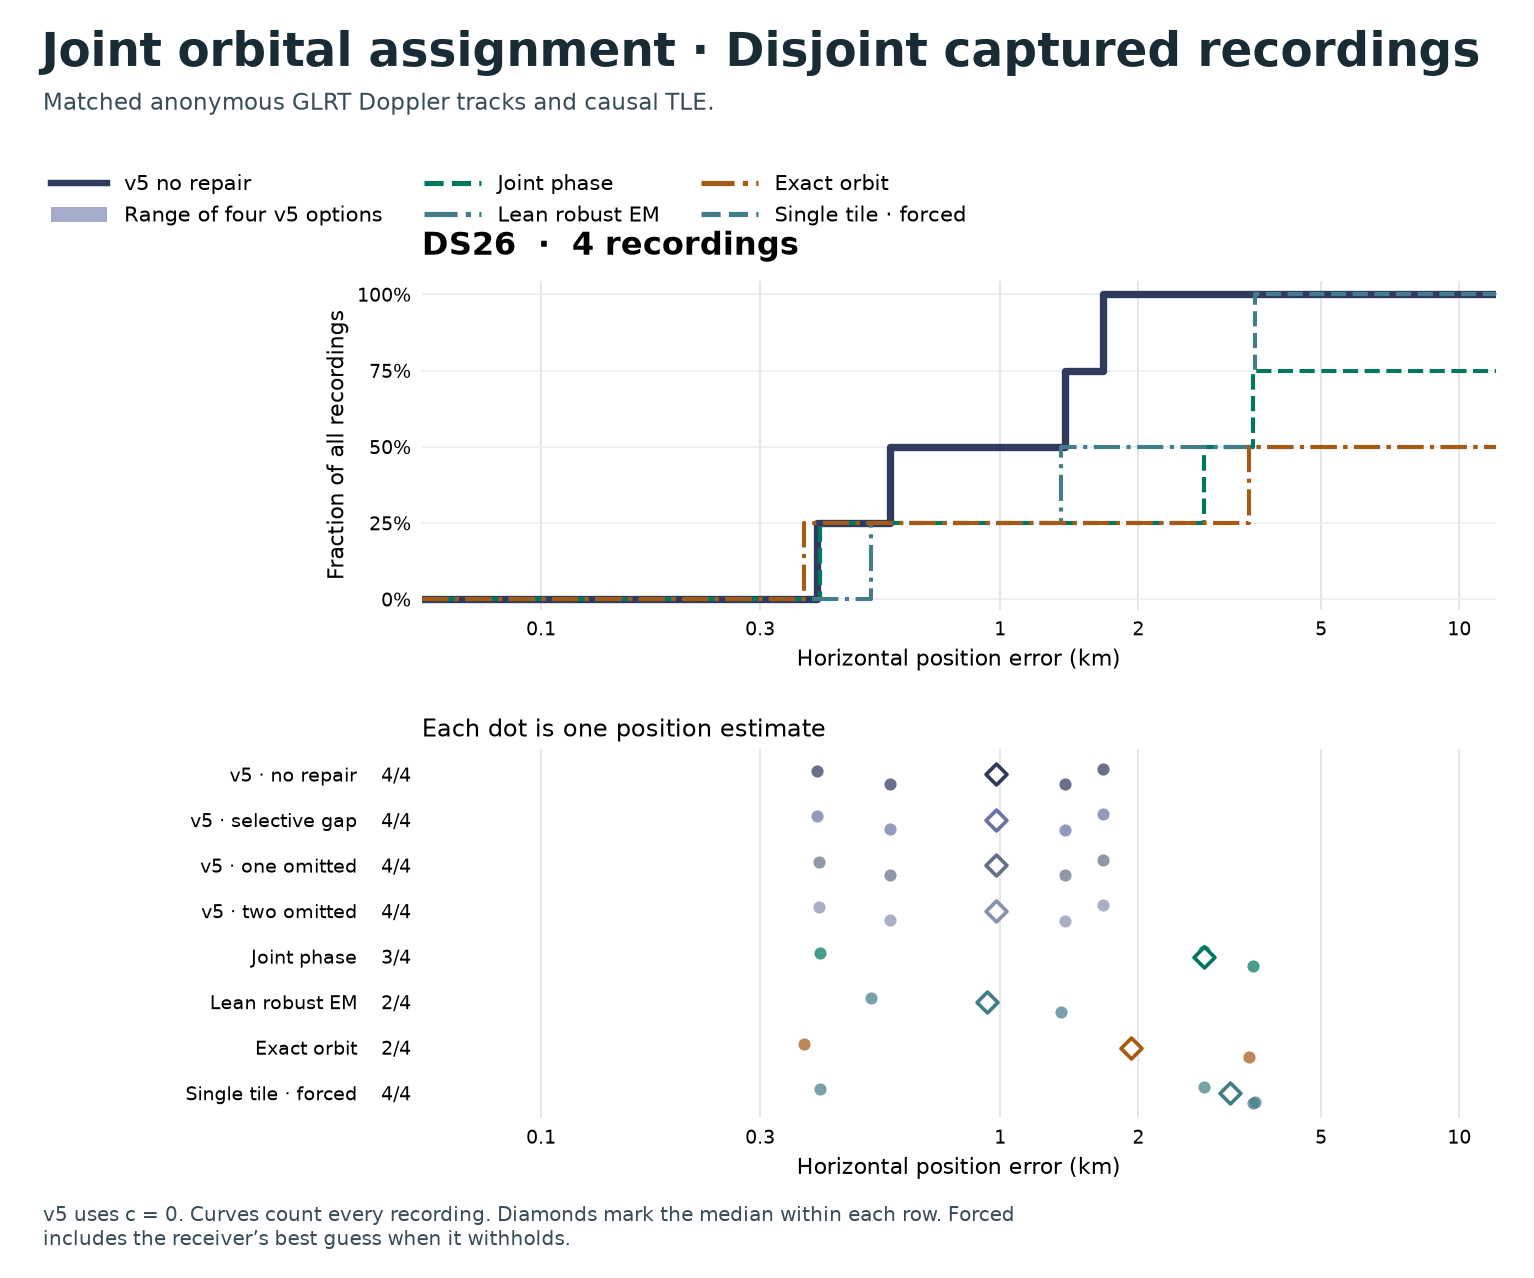 Joint orbital assignment · Disjoint captured recordings
Matched anonymous GLRT Doppler tracks and causal TLE.
v5 no repair
Range of four v5 options
Joint phase
Lean robust EM
Exact orbit
Single tile · forced
DS26 · 4 recordings
Fraction of all recordings
100%
75%
50%
25%
0%
0.1
0.3
1
2
5
10
Horizontal position error (km)
Each dot is one position estimate
v5 · no repair 4/4
v5 · selective gap 4/4
v5 · one omitted 4/4
v5 · two omitted 4/4
Joint phase 3/4
Lean robust EM 2/4
Exact orbit 2/4
Single tile · forced 4/4
0.1
0.3
1
2
5
10
Horizontal position error (km)
v5 uses c = 0. Curves count every recording. Diamonds mark the median within each row. Forced
includes the receiver’s best guess when it withholds.